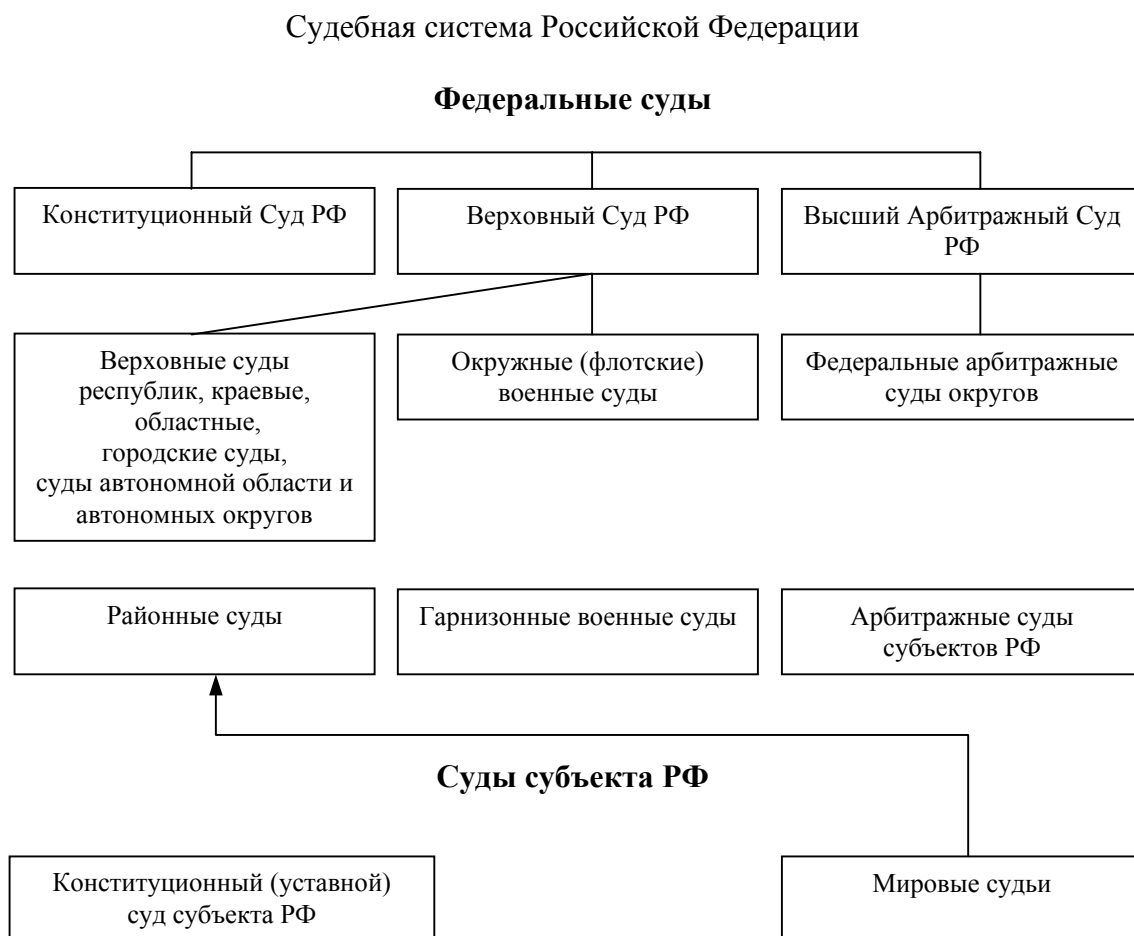 Судебная система Российской Федерации
Федеральные суды
Конституционный Суд РФ
Верховный Суд РФ
Высший Арбитражный Суд
РФ
Верховные суды
республик, краевые,
областные,
городские суды,
суды автономной области и
автономных округов
Окружные (флотские)
военные суды
Федеральные арбитражные
суды округов
Районные суды
Гарнизонные военные суды
Арбитражные суды
субъектов РФ
Суды субъекта РФ
Конституционный (уставной)
суд субъекта РФ
Мировые судьи